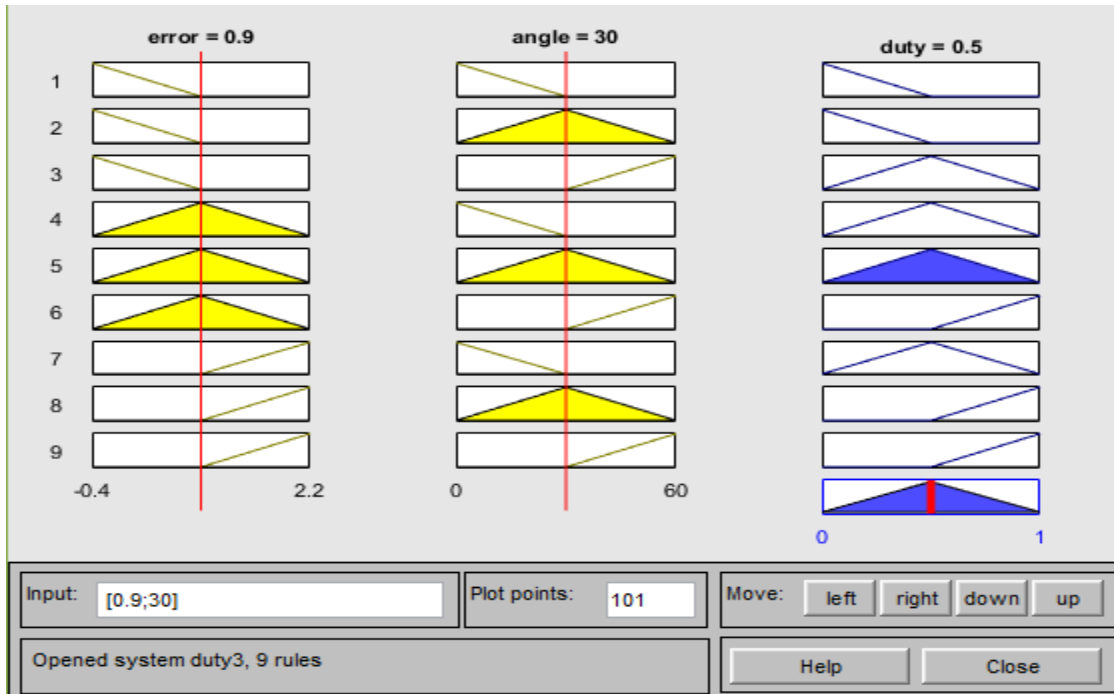 error = 0.9 angle = 30 duty = 0.5
1
2
3
4
5
6
7
8
9
-0.4 2.2 0 60
0 1
Input: [0.9;30] Plot points: 101 Move: left right down up
Opened system duty3, 9 rules Help Close